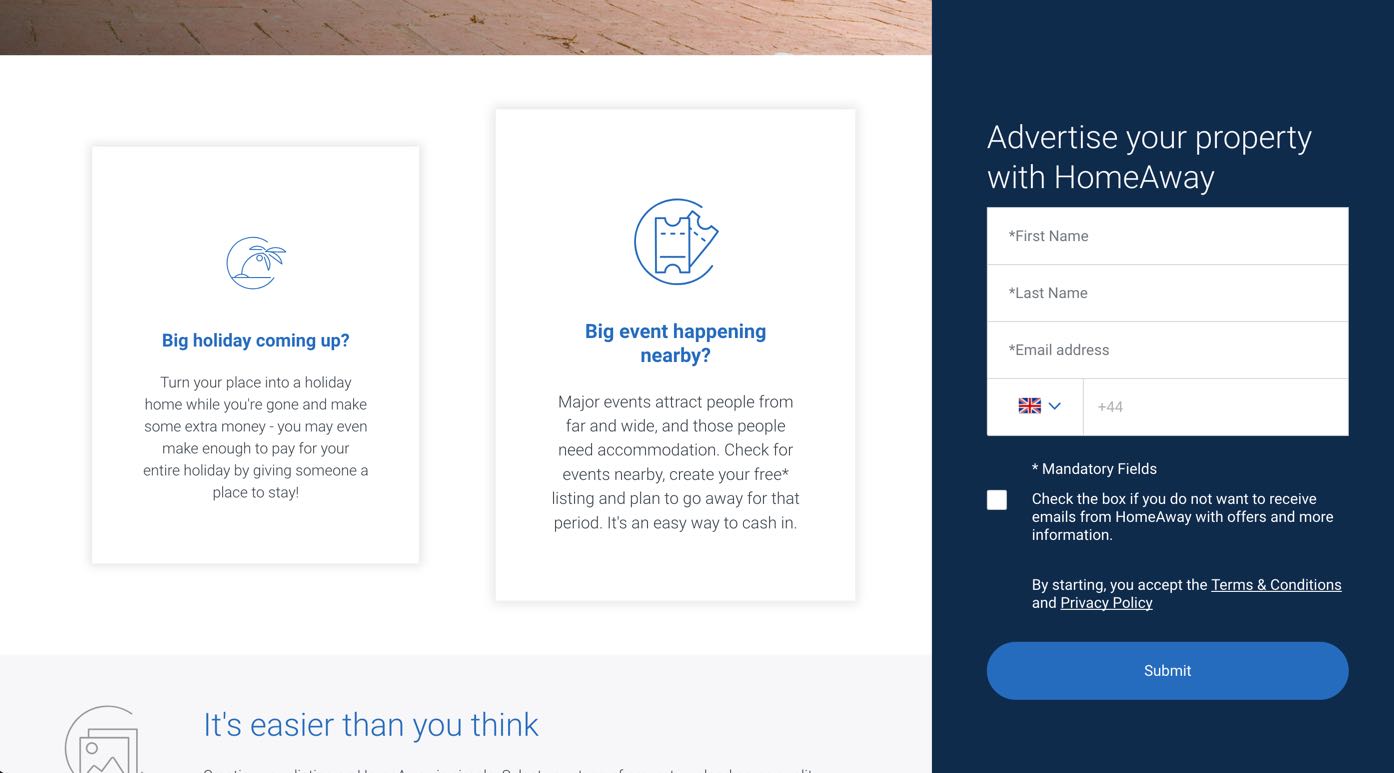 Big holiday coming up?
Turn your place into a holiday
home while you're gone and make
some extra money - you may even
make enough to pay for your
entire holiday by giving someone a
place to stay!
Big event happening
nearby?
Major events attract people from
far and wide, and those people
need accommodation. Check for
events nearby, create your free*
listing and plan to go away for that
period. It's an easy way to cash in.
It's easier than you think
Advertise your property
with HomeAway
*First Name
*Last Name
*Email address
+44
* Mandatory Fields
Check the box if you do not want to receive
emails from HomeAway with offers and more
information.
By starting, you accept the Terms & Conditions
and Privacy Policy
Submit